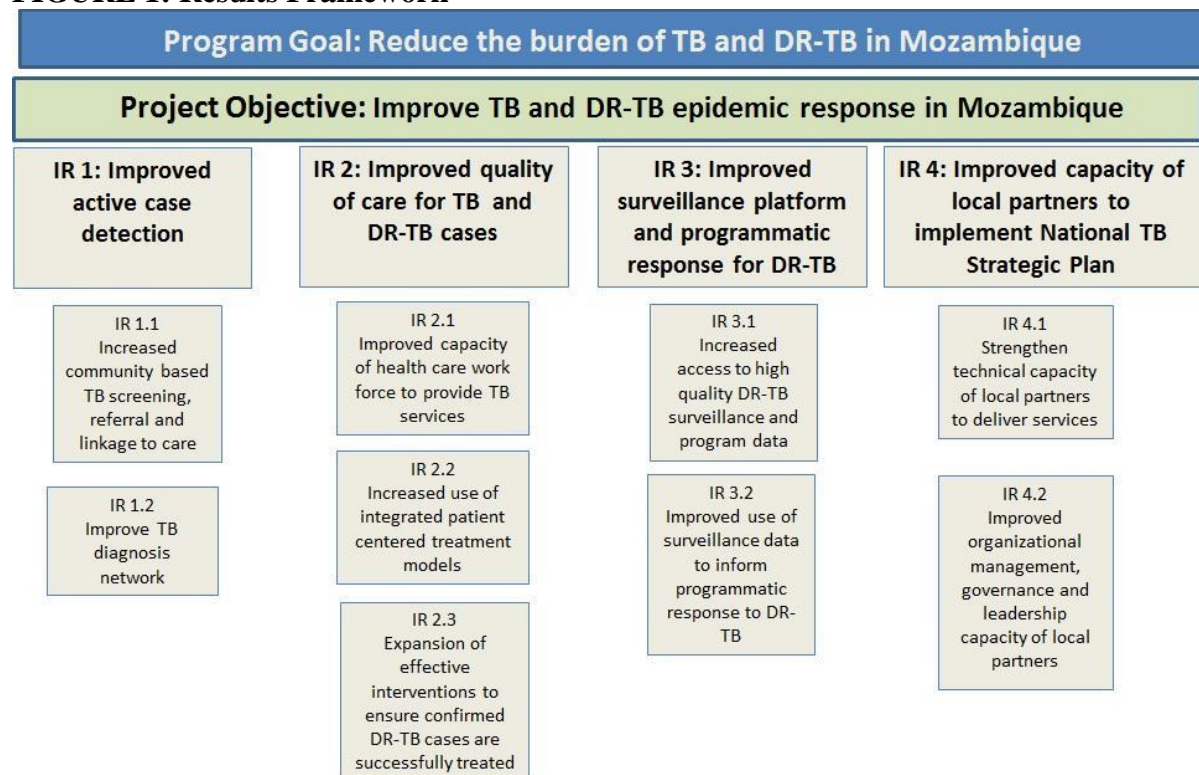 FIGURE 1: Results Framework
Program Goal: Reduce the burden of TB and DR-TB in Mozambique
Project Objective: Improve TB and DR-TB epidemic response in Mozambique
IR 1: Improved
active case
detection
IR 1.1
Increased
community based
TB screening,
referral and
linkage to care
IR 1.2
Improve TB
diagnosis
network
IR 2: Improved quality
of care for TB and
DR-TB cases
IR 2.1
Improved capacity
of health care work
force to provide TB
services
IR 2.2
Increased use of
integrated patient
centered treatment
models
IR 2.3
Expansion of
effective
interventions to
ensure confirmed
DR-TB cases are
successfully treated
IR 3: Improved
surveillance platform
and programmatic
response for DR-TB
IR 3.1
Increased
access to high
quality DR-TB
surveillance and
program data
IR 3.2
Improved use of
surveillance data
to inform
programmatic
response to DR-
TB
IR 4: Improved capacity of
local partners to
implement National TB
Strategic Plan
IR 4.1
Strengthen
technical capacity
of local partners
to deliver services
IR 4.2
Improved
organizational
management,
governance and
leadership
capacity of local
partners